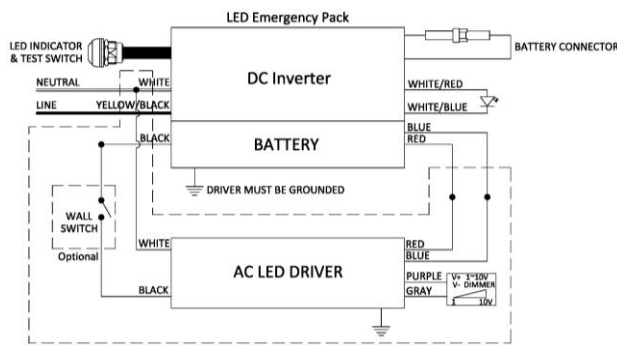 LED Emergency Pack
LED INDICATOR
& TEST SWITCH
BATTERY CONNECTOR
DC Inverter
NEUTRAL
WHITE
WHITE/RED
LINE
YELLOW/BLACK
WHITE/BLUE
BLUE
BLACK
BATTERY
RED
DRIVER MUST BE GROUNDED
WALL
SWITCH
Optional
WHITE
RED
BLUE
AC LED DRIVER
PURPLE
V+ 1~10V
BLACK
GRAY
V- DIMMER
1 10V